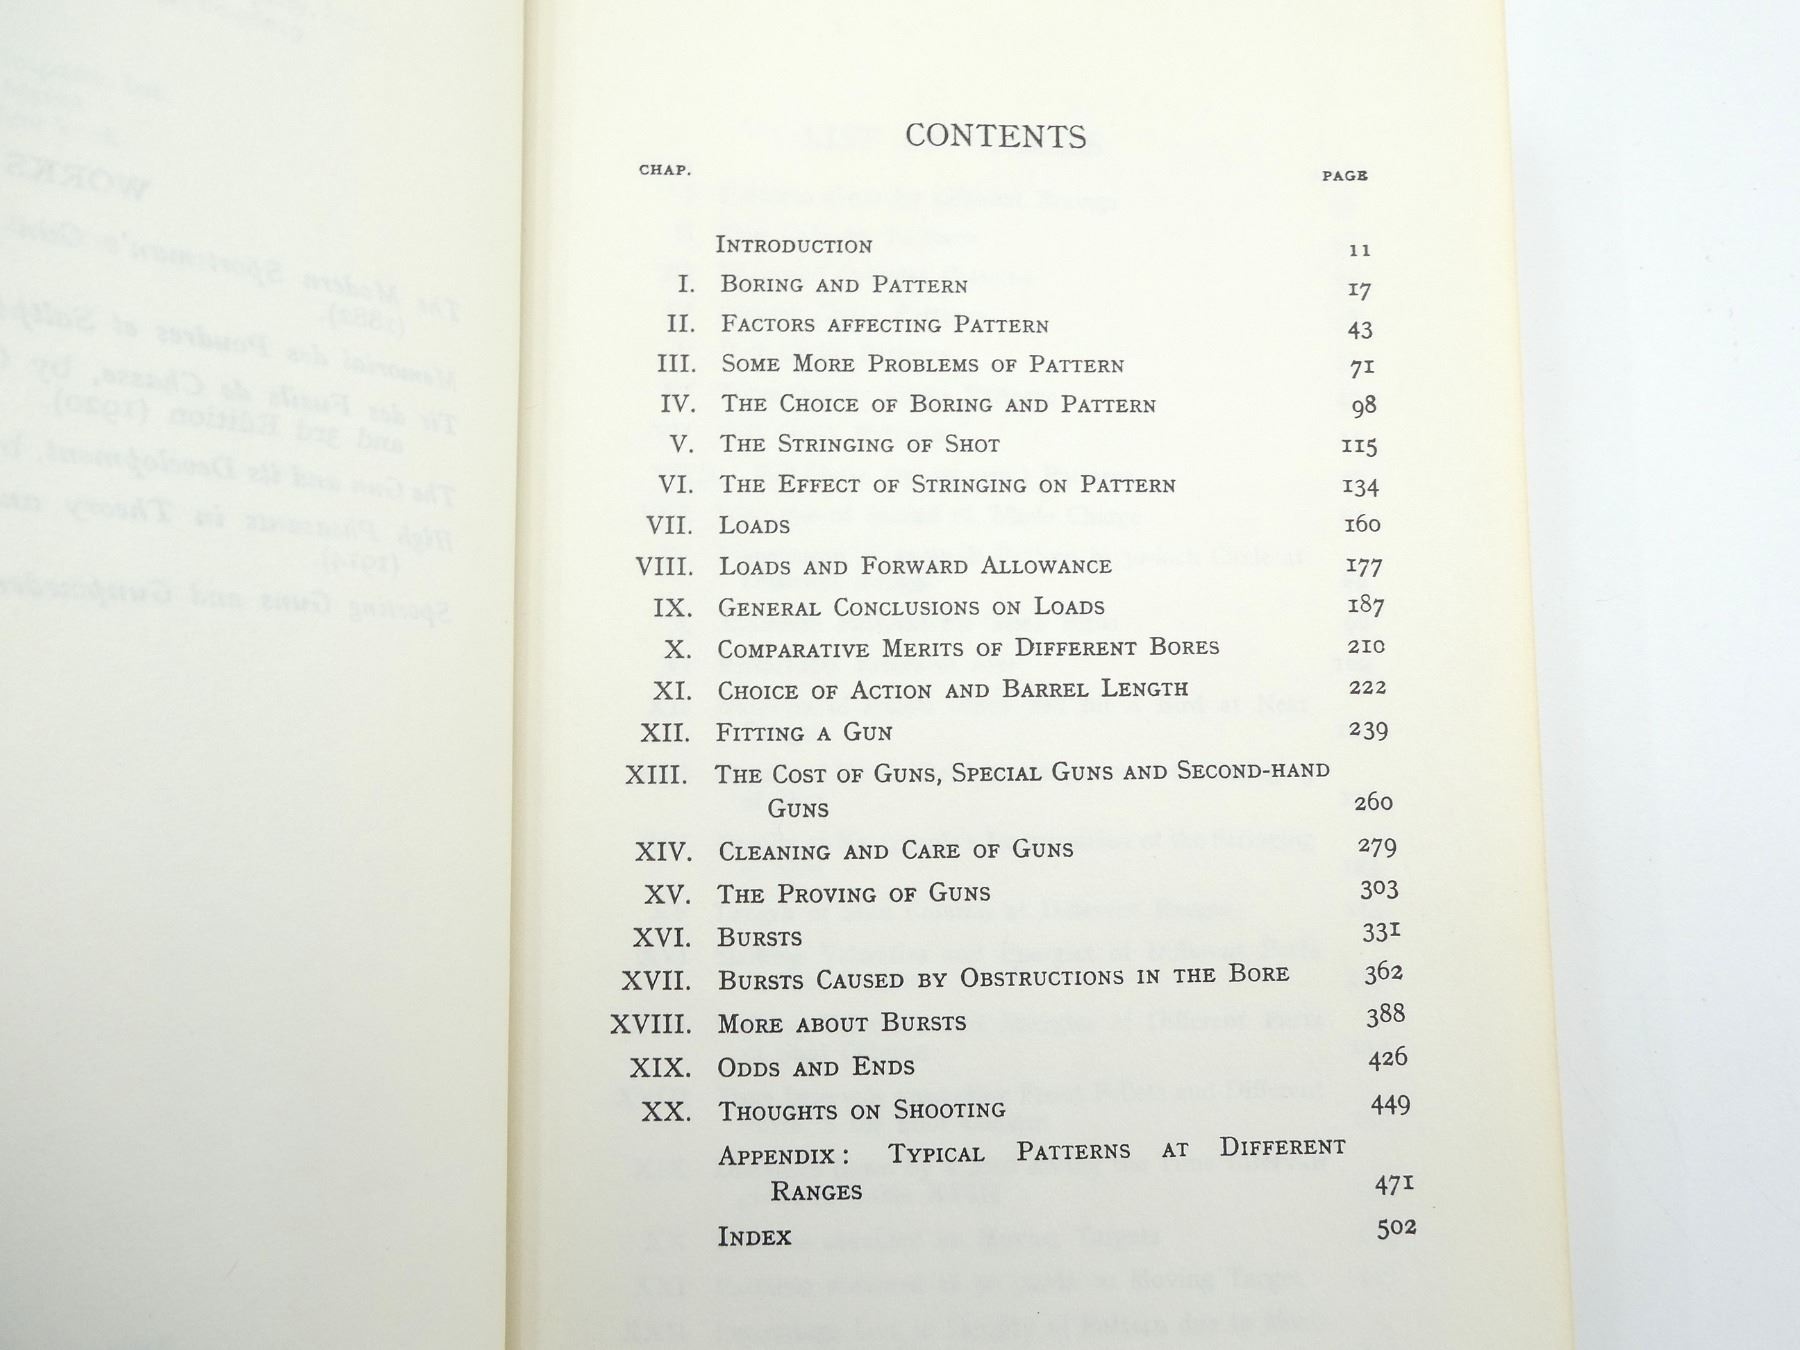 CONTENTS
CHAP. PAGE
INTRODUCTION 11
I. BORING AND PATTERN 17
II. FACTORS AFFECTING PATTERN 43
III. SOME MORE PROBLEMS OF PATTERN 71
IV. THE CHOICE OF BORING AND PATTERN 98
V. THE STRINGING OF SHOT 115
VI. THE EFFECT OF STRINGING ON PATTERN 134
VII. LOADS 160
VIII. LOADS AND FORWARD ALLOWANCE 177
IX. GENERAL CONCLUSIONS ON LOADS 187
X. COMPARATIVE MERITS OF DIFFERENT BORES 210
XI. CHOICE OF ACTION AND BARREL LENGTH 222
XII. FITTING A GUN 239
XIII. THE COST OF GUNS, SPECIAL GUNS AND SECOND-HAND
GUNS 260
XIV. CLEANING AND CARE OF GUNS 279
XV. THE PROVING OF GUNS 303
XVI. BURSTS 331
XVII. BURSTS CAUSED BY OBSTRUCTIONS IN THE BORE 362
XVIII. MORE ABOUT BURSTS 388
XIX. ODDS AND ENDS 426
XX. THOUGHTS ON SHOOTING 449
APPENDIX: TYPICAL PATTERNS AT DIFFERENT
RANGES 471
INDEX 502